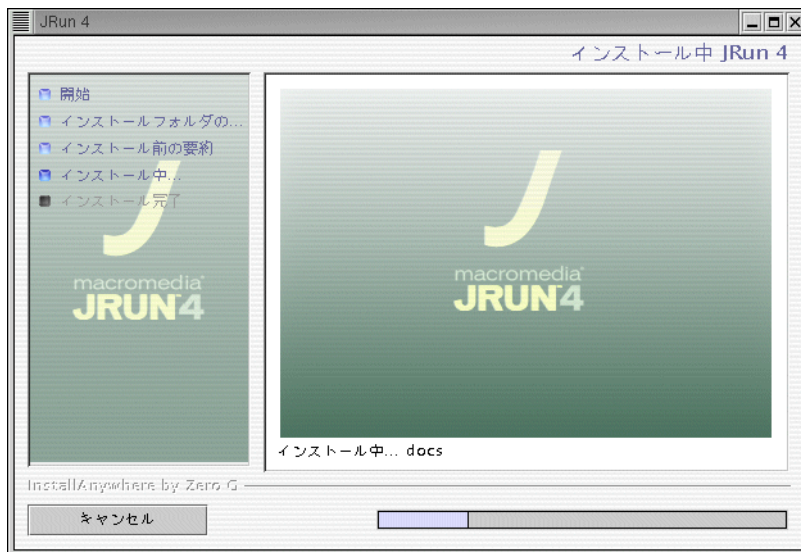 JRun 4
インストール中 JRun 4
開始
インストールフォルダの...
インストール前の要約
インストール中...
インストール完了
macromedia
JRUN™4
macromedia
JRUN™4
インストール中... docs
InstallAnywhere by Zero G
キャンセル